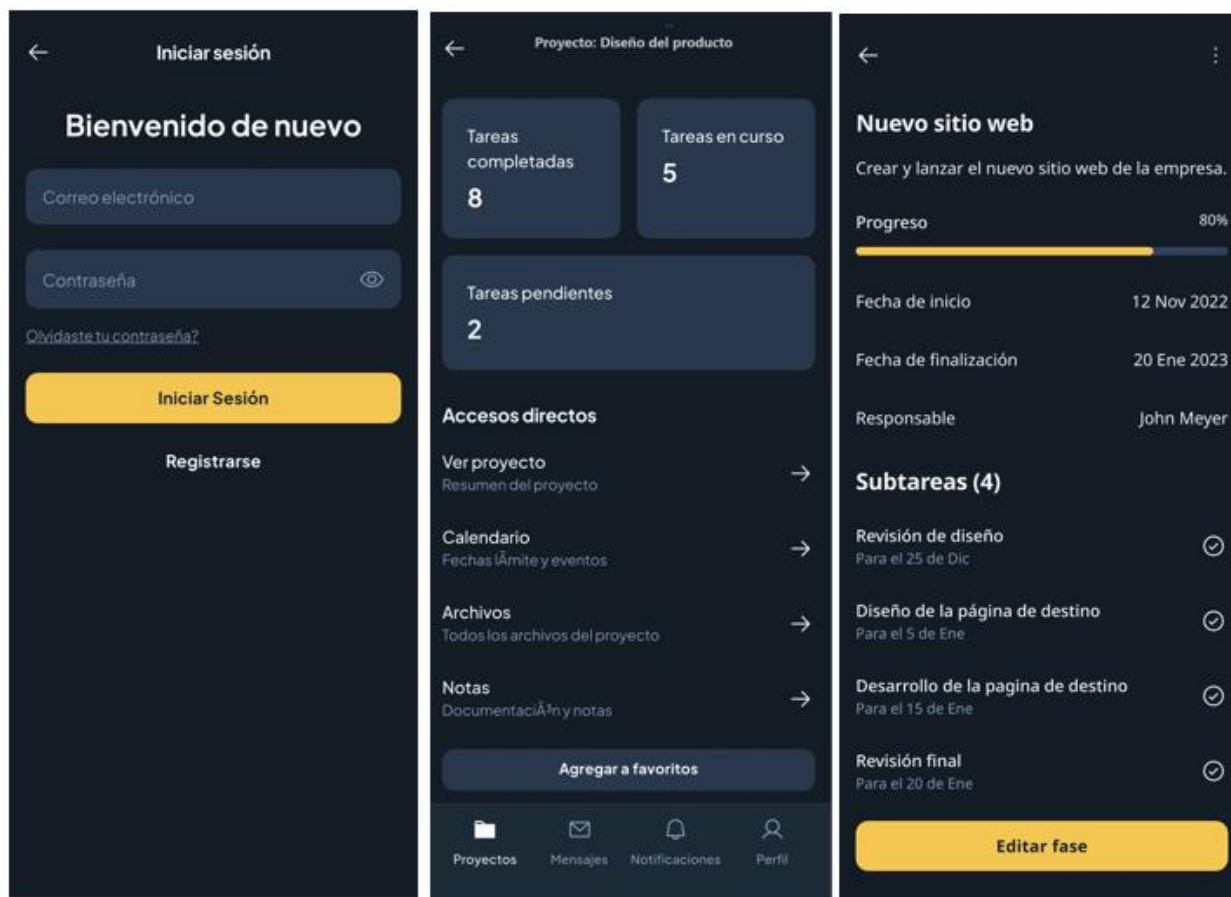 Iniciar sesión
Bienvenido de nuevo
Correo electrónico
Contraseña
Olvidaste tu contraseña?
Iniciar Sesión
Registrarse
Proyecto: Diseño del producto
Tareas
completadas
8
Tareas en curso
5
Tareas pendientes
2
Accesos directos
Ver proyecto
Resumen del proyecto
Calendario
Fechas lÃmite y eventos
Archivos
Todos los archivos del proyecto
Notas
DocumentaciÃ³n y notas
Agregar a favoritos
Proyectos Mensajes Notificaciones Perfil
Nuevo sitio web
Crear y lanzar el nuevo sitio web de la empresa.
Progreso 80%
Fecha de inicio 12 Nov 2022
Fecha de finalización 20 Ene 2023
Responsable John Meyer
Subtareas (4)
Revisión de diseño
Para el 25 de Dic
Diseño de la página de destino
Para el 5 de Ene
Desarrollo de la pagina de destino
Para el 15 de Ene
Revisión final
Para el 20 de Ene
Editar fase